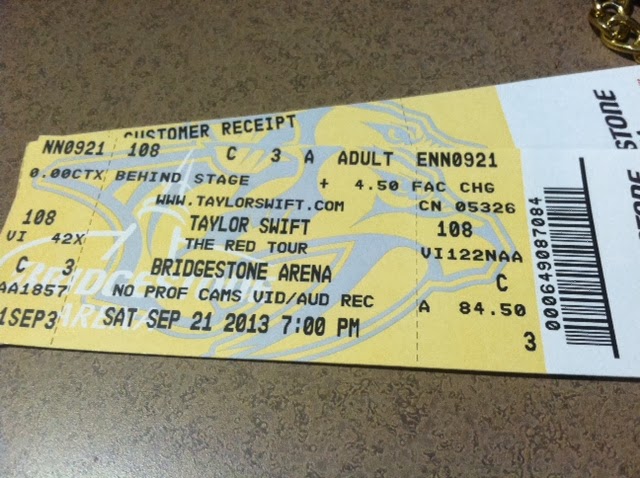 CUSTOMER RECEIPT
NN0921 108 C 3 A ADULT ENN0921
0.00CTX BEHIND STAGE + 4.50 FAC CHG
WWW.TAYLORSWIFT.COM CN 05326
108 TAYLOR SWIFT 108
VI 42X THE RED TOUR VI122NAA
C 3 BRIDGESTONE ARENA C
AA1857 NO PROF CAMS VID/AUD REC A 84.50
1SEP3 SAT SEP 21 2013 7:00 PM 3
BRIDGESTONE
ARENA
000649087084
STONE